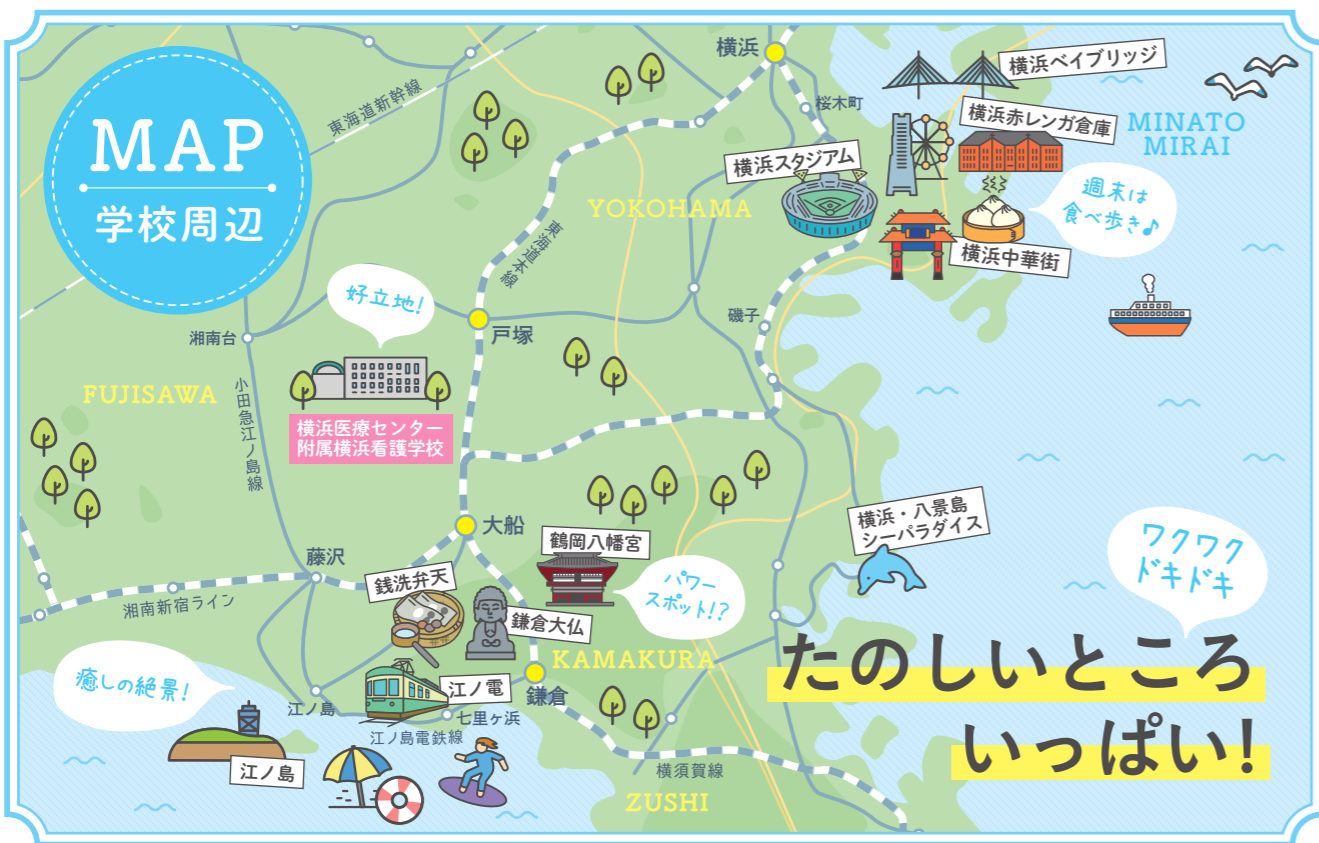 MAP
学校周辺
東海道新幹線
横浜
桜木町
横浜ベイブリッジ
横浜赤レンガ倉庫
MINATO
MIRAI
横浜スタジアム
週末は
食べ歩き♪
横浜中華街
YOKOHAMA
東海道本線
好立地!
湘南台
戸塚
磯子
FUJISAWA
小田急江ノ島線
横浜医療センター
附属横浜看護学校
大船
鶴岡八幡宮
横浜・八景島
シーパラダイス
ワクワク
ドキドキ
藤沢
銭洗弁天
パワー
スポット!?
湘南新宿ライン
鎌倉大仏
KAMAKURA
たのしいところ
いっぱい!
癒しの絶景!
江ノ電
鎌倉
江ノ島
七里ヶ浜
江ノ島電鉄線
江ノ島
横須賀線
ZUSHI